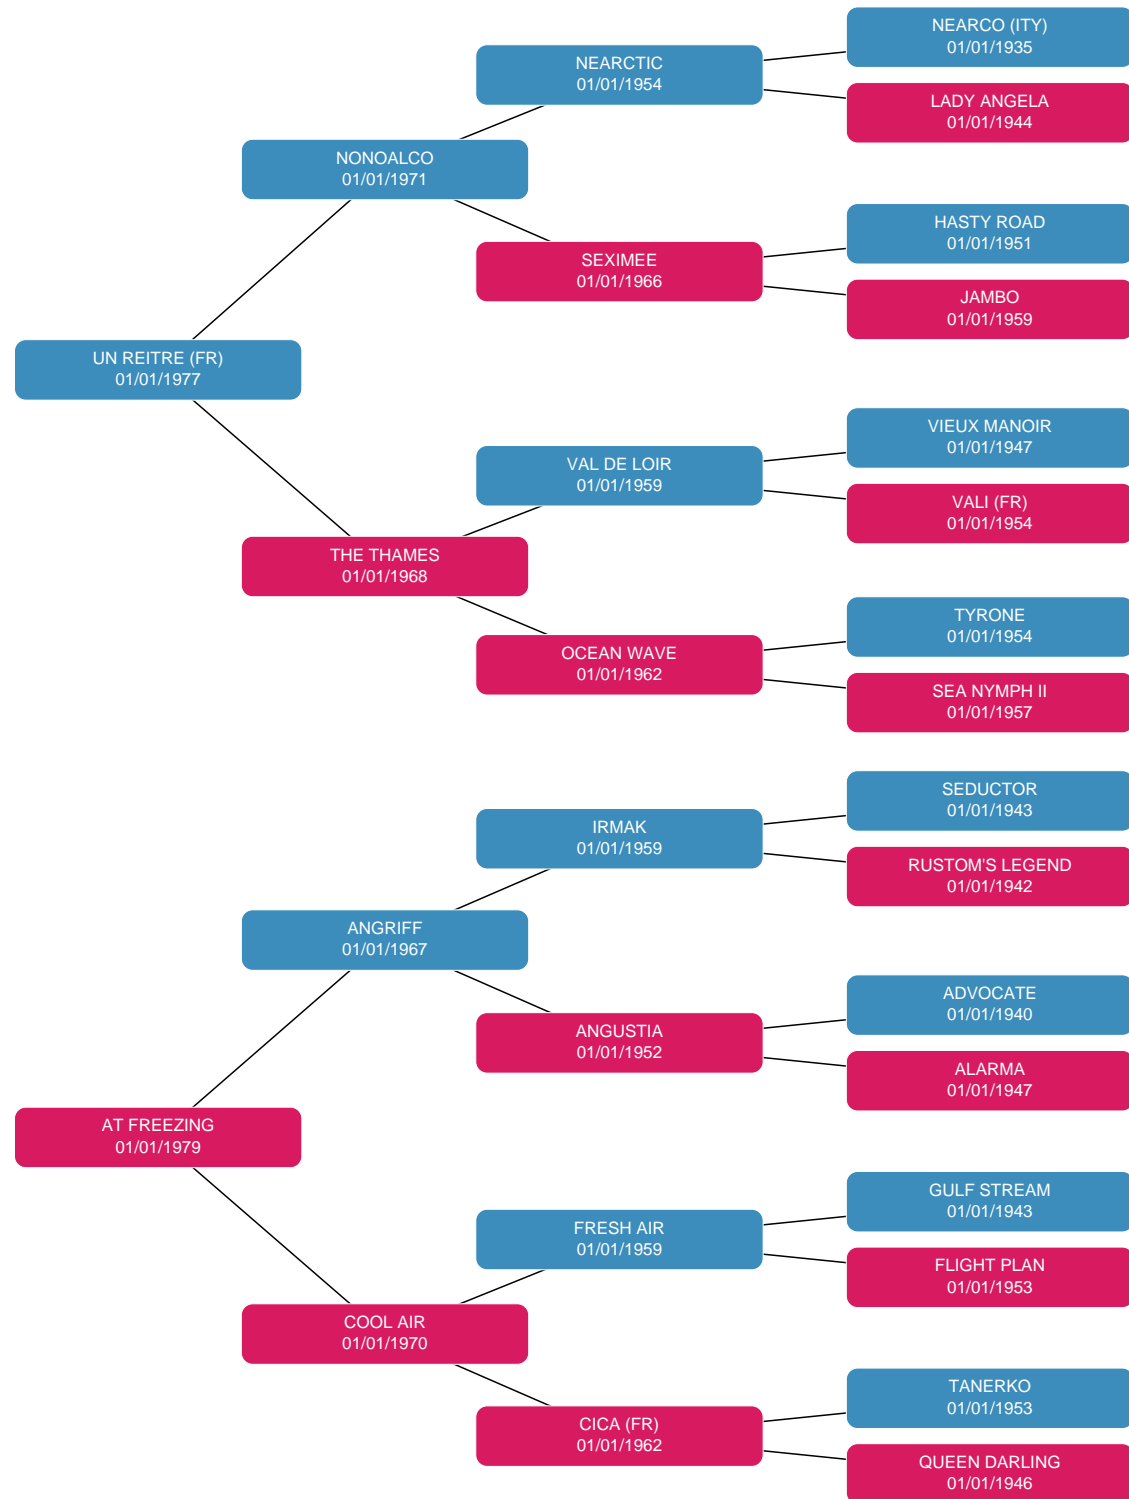 NEARCO (ITY)
01/01/1935
NEARCTIC
01/01/1954
LADY ANGELA
01/01/1944
NONOALCO
01/01/1971
HASTY ROAD
01/01/1951
SEXIMEE
01/01/1966
JAMBO
01/01/1959
UN REITRE (FR)
01/01/1977
VIEUX MANOIR
01/01/1947
VAL DE LOIR
01/01/1959
VALI (FR)
01/01/1954
THE THAMES
01/01/1968
TYRONE
01/01/1954
OCEAN WAVE
01/01/1962
SEA NYMPH II
01/01/1957
SEDUCTOR
01/01/1943
IRMAK
01/01/1959
RUSTOM'S LEGEND
01/01/1942
ANGRIFF
01/01/1967
ADVOCATE
01/01/1940
ANGUSTIA
01/01/1952
ALARMA
01/01/1947
AT FREEZING
01/01/1979
GULF STREAM
01/01/1943
FRESH AIR
01/01/1959
FLIGHT PLAN
01/01/1953
COOL AIR
01/01/1970
TANERKO
01/01/1953
CICA (FR)
01/01/1962
QUEEN DARLING
01/01/1946